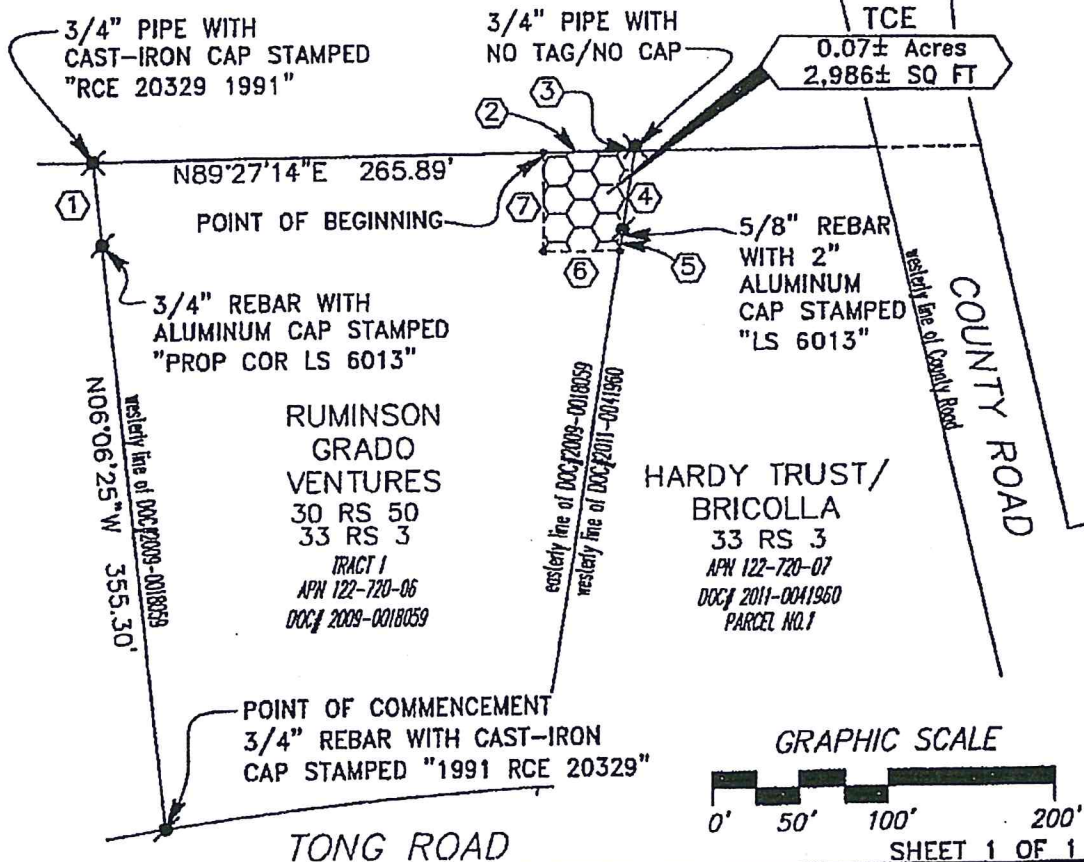 3/4" PIPE WITH
CAST-IRON CAP STAMPED
"RCE 20329 1991"
3/4" PIPE WITH
NO TAG/NO CAP
TCE
0.07± Acres
2,986± SQ FT
2
3
N89°27'14"E 265.89'
1
POINT OF BEGINNING
7
4
6
5
5/8" REBAR
WITH 2"
ALUMINUM
CAP STAMPED
"LS 6013"
3/4" REBAR WITH
ALUMINUM CAP STAMPED
"PROP COR LS 6013"
westerly line of County Road
COUNTY ROAD
N06°06'25"W 355.30'
westerly line of DOC#2009-0018059
RUMINSON
GRADO
VENTURES
30 RS 50
33 RS 3
TRACT 1
APN 122-720-06
DOC# 2009-0018059
easterly line of DOC#2009-0018059
westerly line of DOC#2011-0041960
HARDY TRUST/
BRICOLLA
33 RS 3
APN 122-720-07
DOC# 2011-0041960
PARCEL NO.1
POINT OF COMMENCEMENT
3/4" REBAR WITH CAST-IRON
CAP STAMPED "1991 RCE 20329"
TONG ROAD
GRAPHIC SCALE
0' 50' 100' 200'
SHEET 1 OF 1